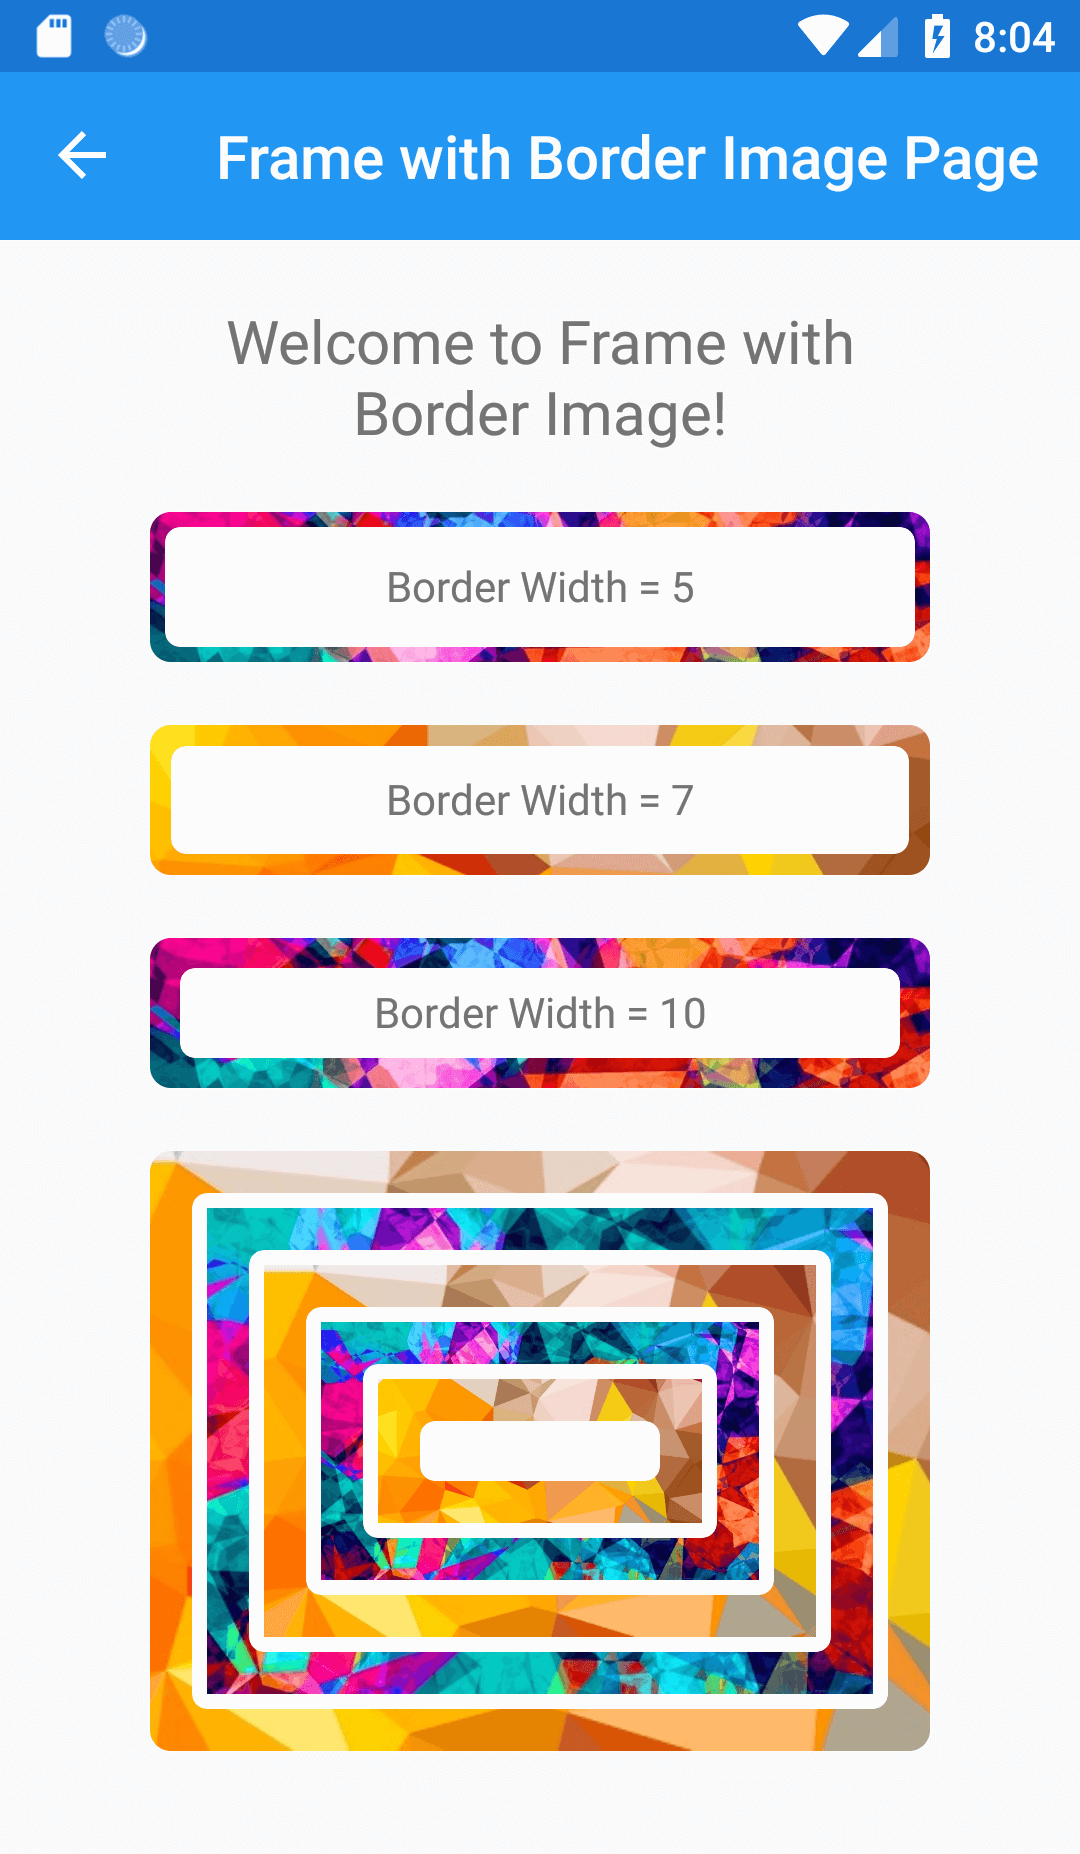 8:04
Frame with Border Image Page
Welcome to Frame with
Border Image!
Border Width = 5
Border Width = 7
Border Width = 10